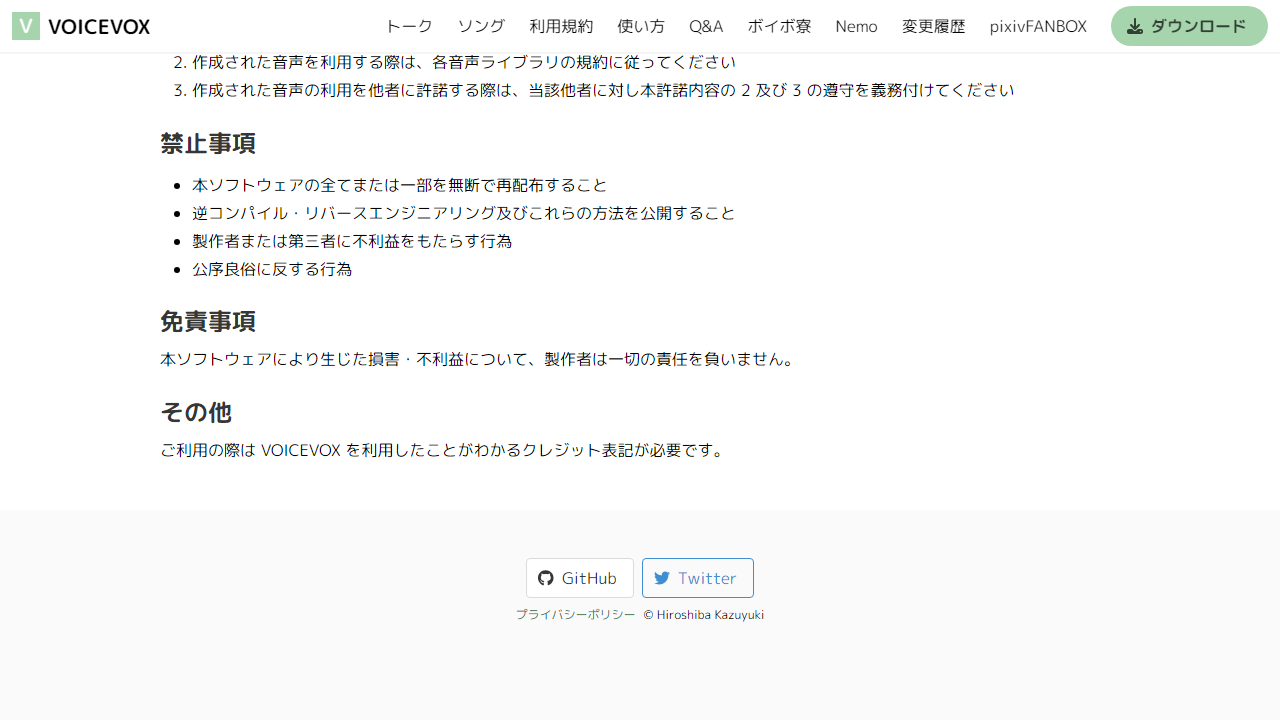 V VOICEVOX トーク ソング 利用規約 使い方 Q&A ボイボ寮 Nemo 変更履歴 pixivFANBOX ダウンロード
2. 作成された音声を利用する際は、各音声ライブラリの規約に従ってください
3. 作成された音声の利用を他者に許諾する際は、当該他者に対し本許諾内容の 2 及び 3 の遵守を義務付けてください
禁止事項
• 本ソフトウェアの全てまたは一部を無断で再配布すること
• 逆コンパイル・リバースエンジニアリング及びこれらの方法を公開すること
• 製作者または第三者に不利益をもたらす行為
• 公序良俗に反する行為
免責事項
本ソフトウェアにより生じた損害・不利益について、製作者は一切の責任を負いません。
その他
ご利用の際は VOICEVOX を利用したことがわかるクレジット表記が必要です。
GitHub Twitter
プライバシーポリシー © Hiroshiba Kazuyuki